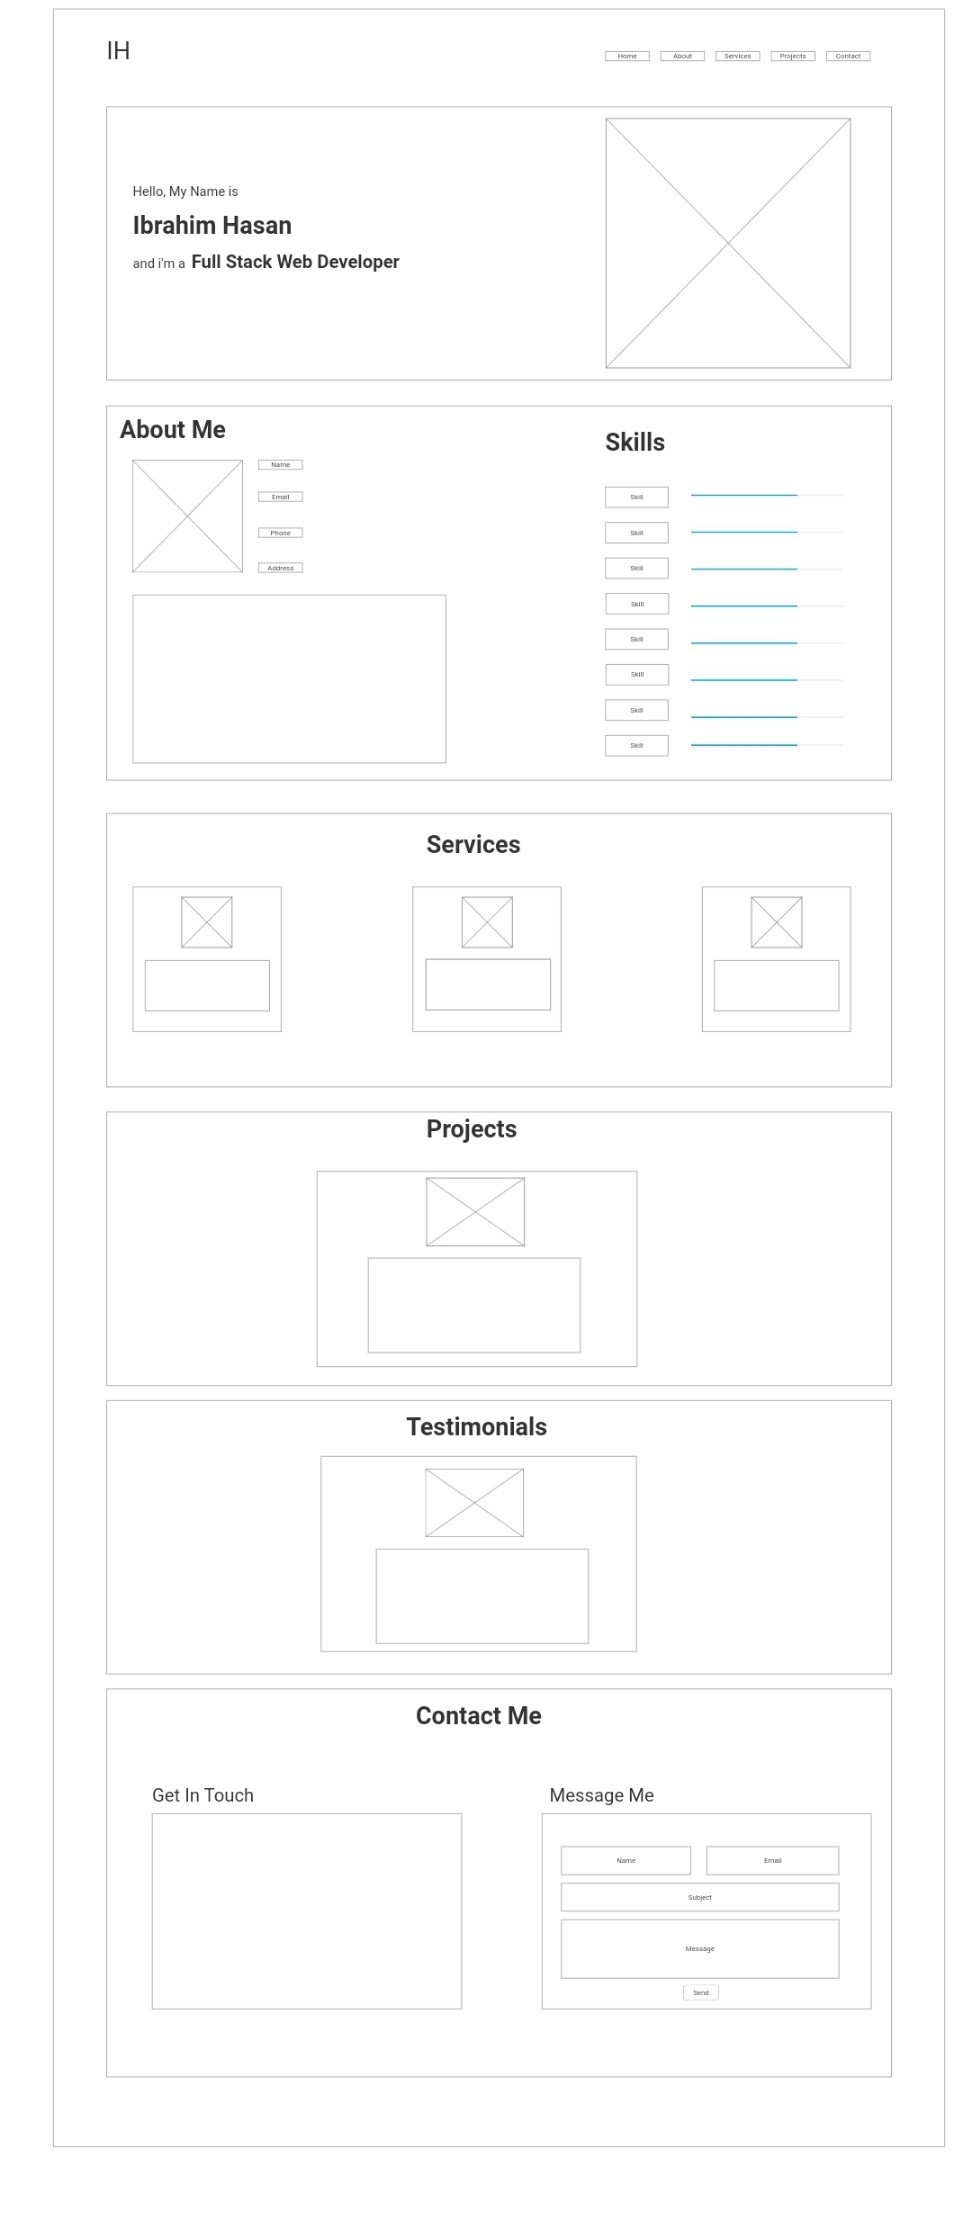 IH
Home About Services Projects Contact
Hello, My Name is
Ibrahim Hasan
and i'm a Full Stack Web Developer
About Me
Name
Email
Phone
Address
Skills
Skill
Skill
Skill
Skill
Skill
Skill
Skill
Skill
Services
Projects
Testimonials
Contact Me
Get In Touch
Message Me
Name Email
Subject
Message
Send